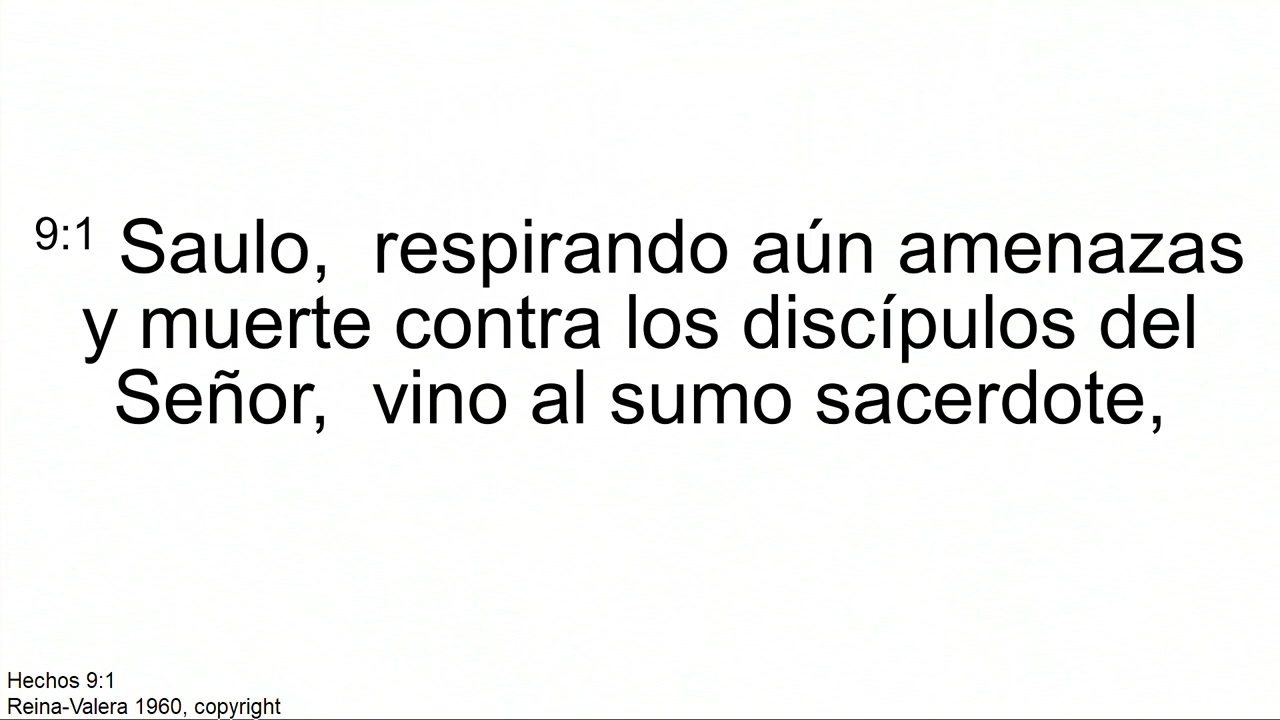 9:1 Saulo,  respirando aún amenazas
y muerte contra los discípulos del
Señor,  vino al sumo sacerdote,
Hechos 9:1
Reina-Valera 1960, copyright